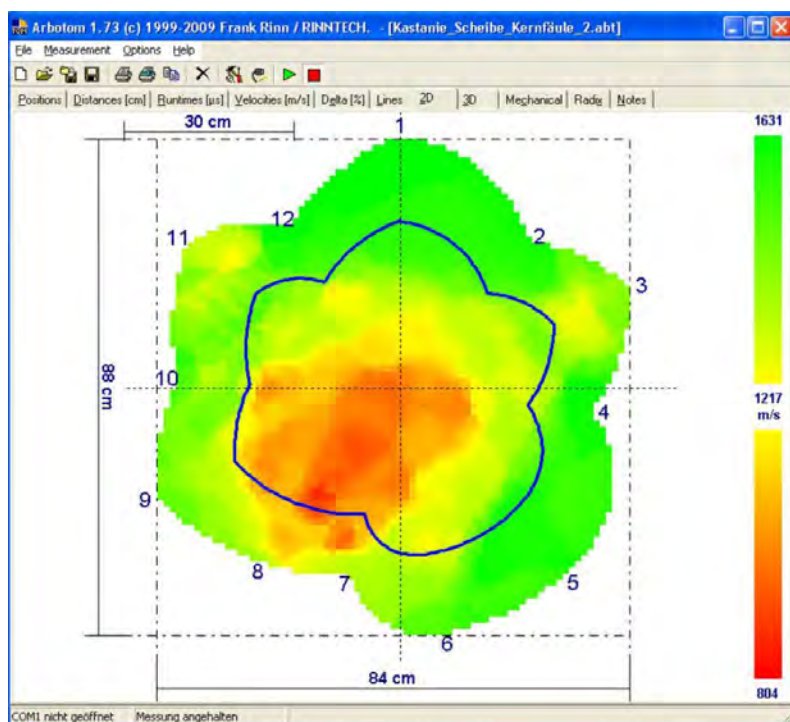 Arbotom 1.73 (c) 1999-2009 Frank Rinn / RINNTECH. - [Kastanie_Scheibe_Kernfäule_2.abt]
File Measurement Options Help
Positions Distances [cm] Runtimes [µs] Velocities [m/s] Delta [%] Lines 2D 3D Mechanical Radix Notes
30 cm
1
1631
12
2
11
3
10
88 cm
4
1217
m/s
9
8
7
5
6
84 cm
804
COM1 nicht geöffnet Messung angehalten